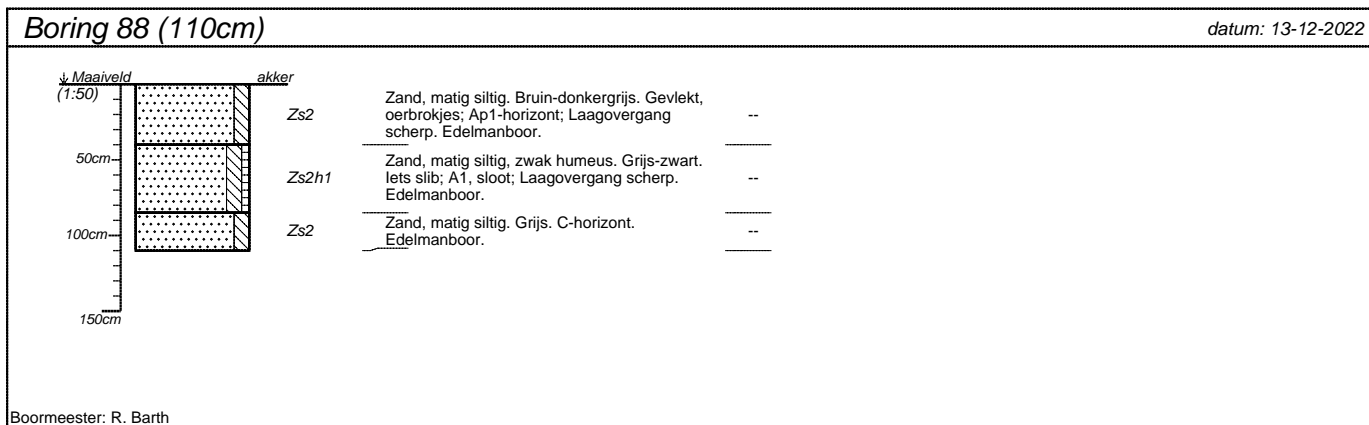 Boring 88 (110cm)
datum: 13-12-2022
Maaiveld
akker
(1:50)
Zs2
Zand, matig siltig. Bruin-donkergrijs. Gevlekt,
oerbrokjes; Ap1-horizont; Laagovergang
scherp. Edelmanboor.
--
50cm
Zs2h1
Zand, matig siltig, zwak humeus. Grijs-zwart.
Iets slib; A1, sloot; Laagovergang scherp.
Edelmanboor.
--
100cm
Zs2
Zand, matig siltig. Grijs. C-horizont.
Edelmanboor.
--
150cm
Boormeester: R. Barth